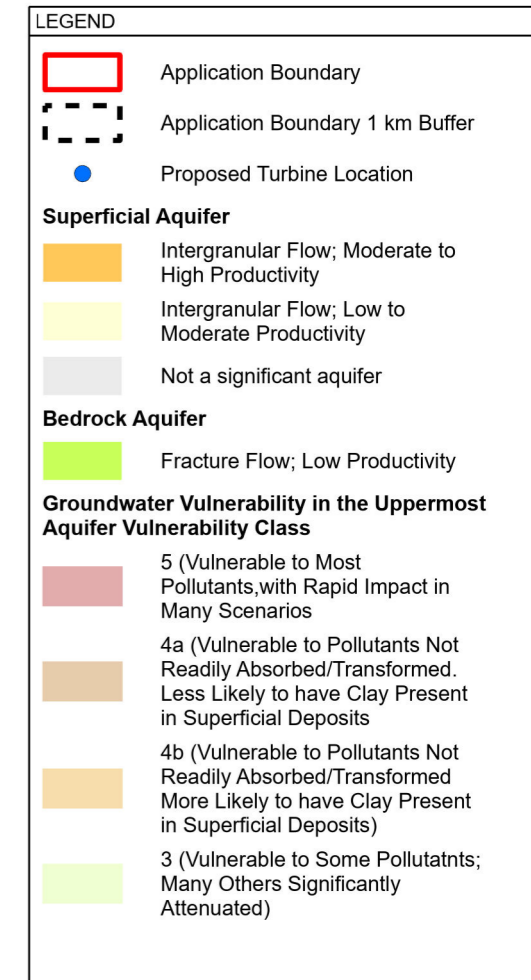 LEGEND
Application Boundary
Application Boundary 1 km Buffer
Proposed Turbine Location
Superficial Aquifer
Intergranular Flow; Moderate to
High Productivity
Intergranular Flow; Low to
Moderate Productivity
Not a significant aquifer
Bedrock Aquifer
Fracture Flow; Low Productivity
Groundwater Vulnerability in the Uppermost
Aquifer Vulnerability Class
5 (Vulnerable to Most
Pollutants,with Rapid Impact in
Many Scenarios
4a (Vulnerable to Pollutants Not
Readily Absorbed/Transformed.
Less Likely to have Clay Present
in Superficial Deposits
4b (Vulnerable to Pollutants Not
Readily Absorbed/Transformed
More Likely to have Clay Present
in Superficial Deposits)
3 (Vulnerable to Some Pollutatnts;
Many Others Significantly
Attenuated)